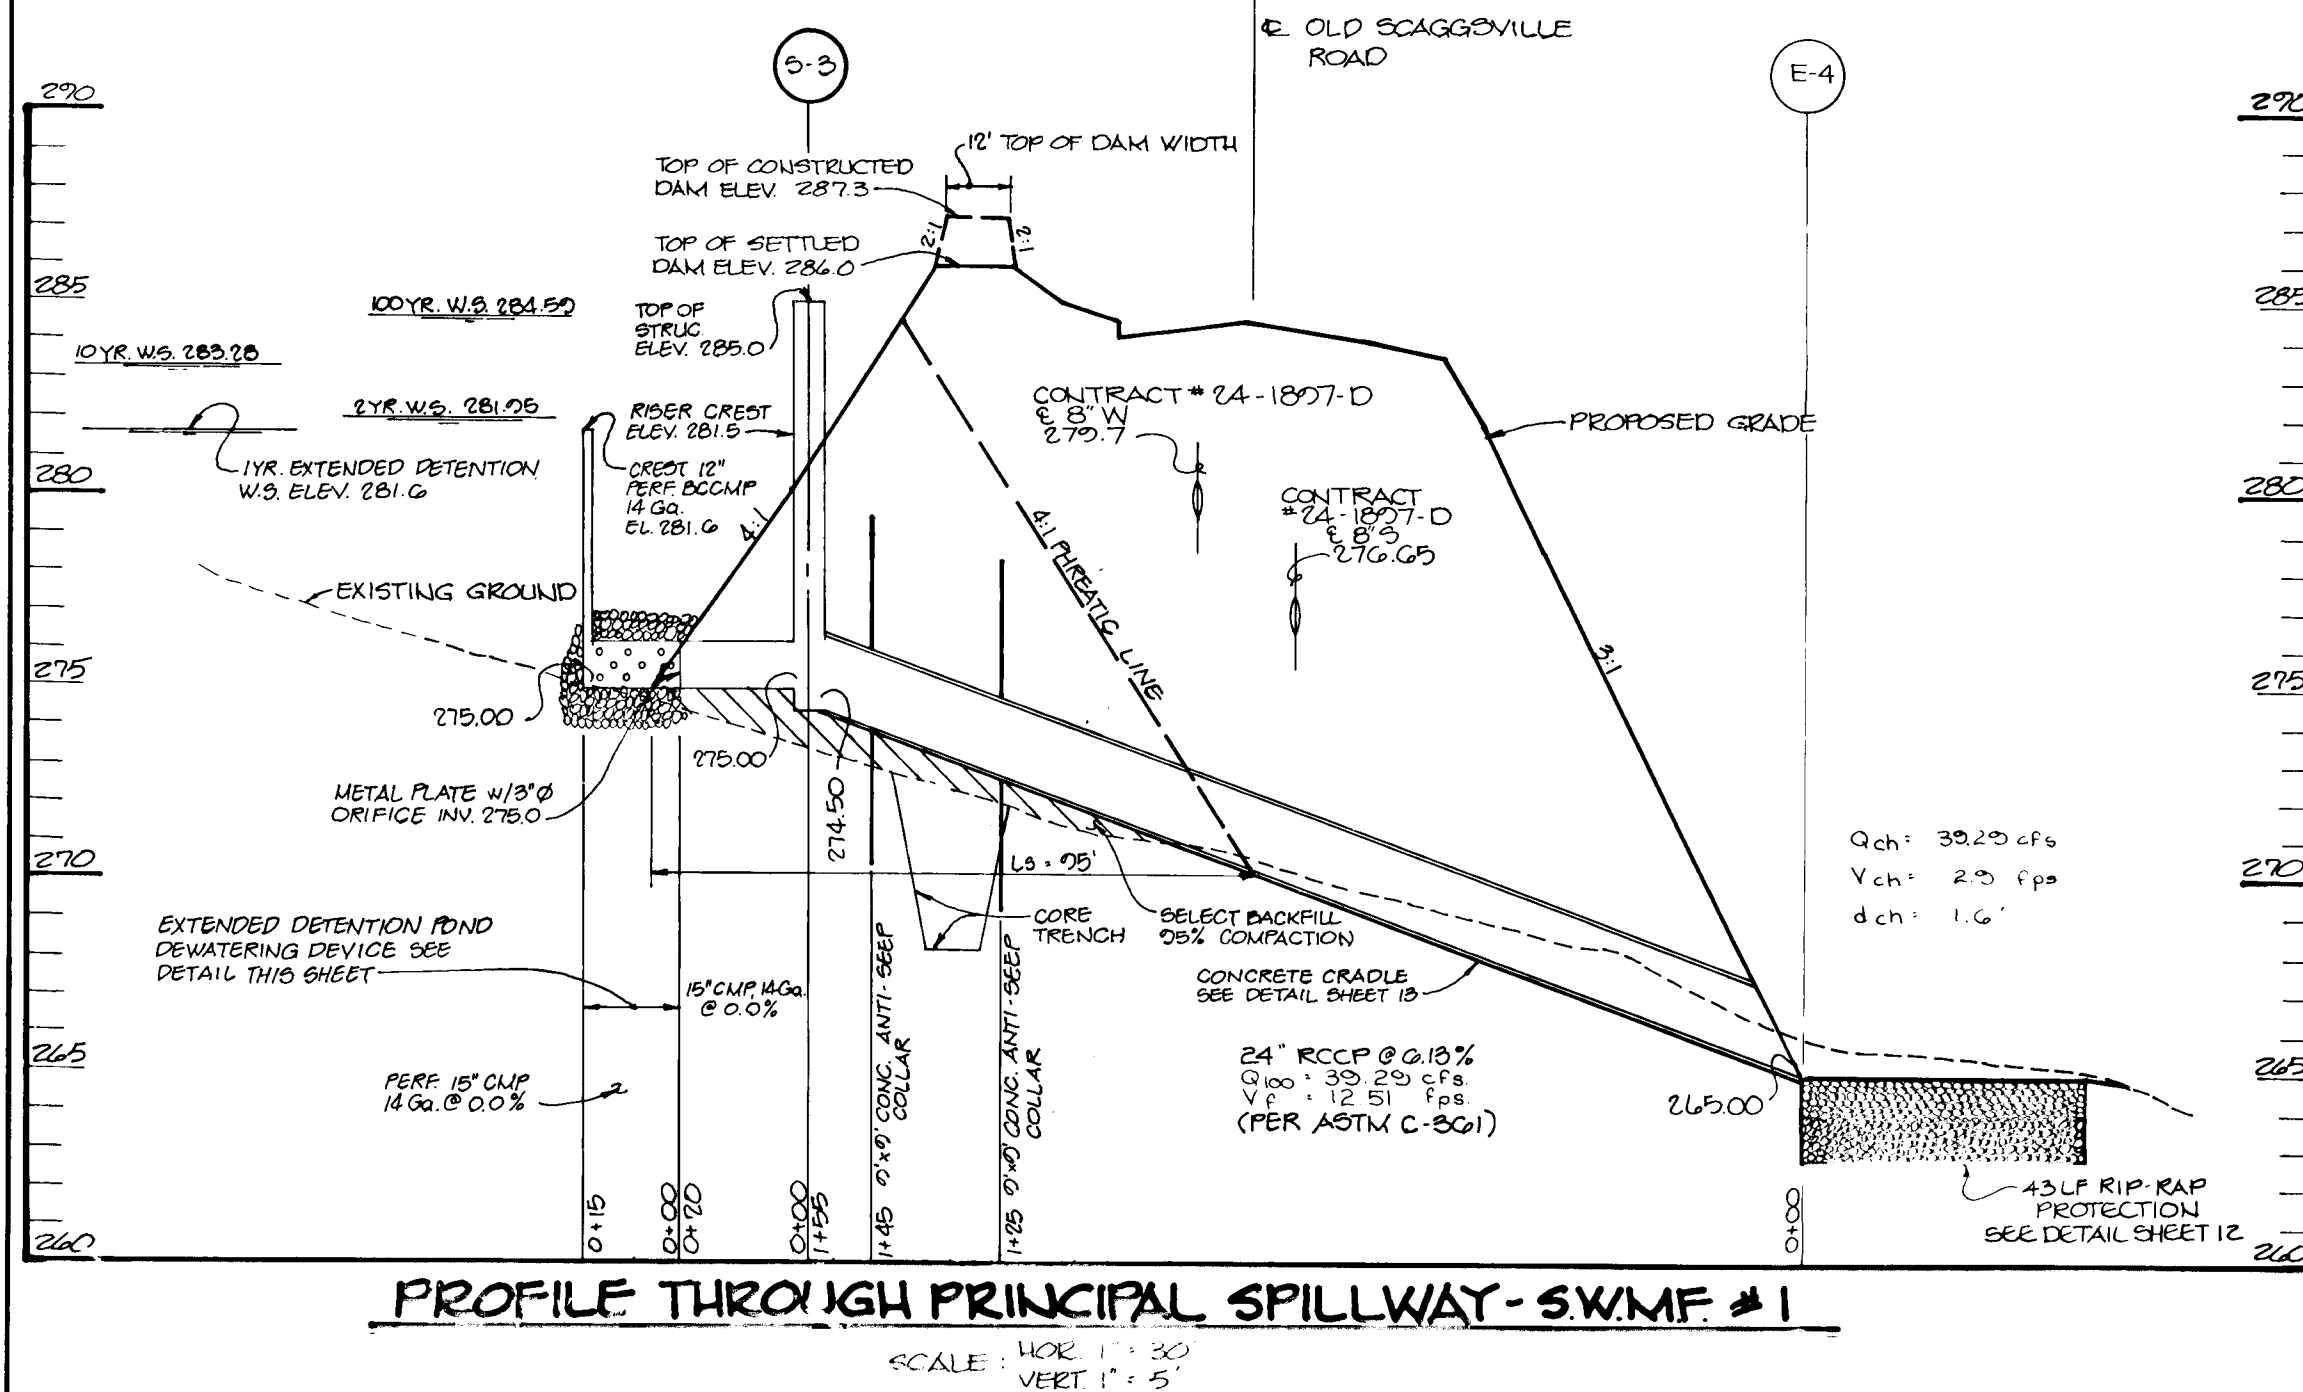 ℄ OLD SCAGGSVILLE
ROAD
S-3
E-4
290
285
280
275
270
265
260
290
285
280
275
270
265
260
12' TOP OF DAM WIDTH
TOP OF CONSTRUCTED
DAM ELEV. 287.3
2:1
1:2
TOP OF SETTLED
DAM ELEV. 286.0
100 YR. W.S. 284.59
TOP OF
STRUC.
ELEV. 285.0
10 YR. W.S. 283.28
2 YR. W.S. 281.95
RISER CREST
ELEV. 281.5
1 YR. EXTENDED DETENTION
W.S. ELEV. 281.6
CREST 12"
PERF. BCCMP
14 Ga.
EL. 281.6
4:1
CONTRACT # 24-1897-D
℄ 8" W
279.7
PROPOSED GRADE
CONTRACT
# 24-1897-D
℄ 8" S
276.65
4:1 PHREATIC LINE
EXISTING GROUND
3:1
275.00
275.00
274.50
METAL PLATE W/3"Ø
ORIFICE INV. 275.0
LS = 95'
Qch = 39.29 cfs
Vch = 2.9 fps
dch = 1.6'
EXTENDED DETENTION POND
DEWATERING DEVICE SEE
DETAIL THIS SHEET
CORE
TRENCH
SELECT BACKFILL
95% COMPACTION
15" CMP, 14 Ga.
@ 0.0%
CONCRETE CRADLE
SEE DETAIL SHEET 13
PERF. 15" CMP
14 Ga. @ 0.0%
24" RCCP @ 6.13%
Q100 = 39.29 cfs.
Vf = 12.51 fps.
(PER ASTM C-361)
265.00
43 LF RIP-RAP
PROTECTION
SEE DETAIL SHEET 12
0+15
0+00
0+20
0+00
1+55
1+45 9'x9' CONC. ANTI-SEEP
COLLAR
1+25 9'x9' CONC. ANTI-SEEP
COLLAR
0+00
PROFILE THROUGH PRINCIPAL SPILLWAY - S.W.M.F. # 1
SCALE : HOR. 1" = 30'
VERT. 1" = 5'